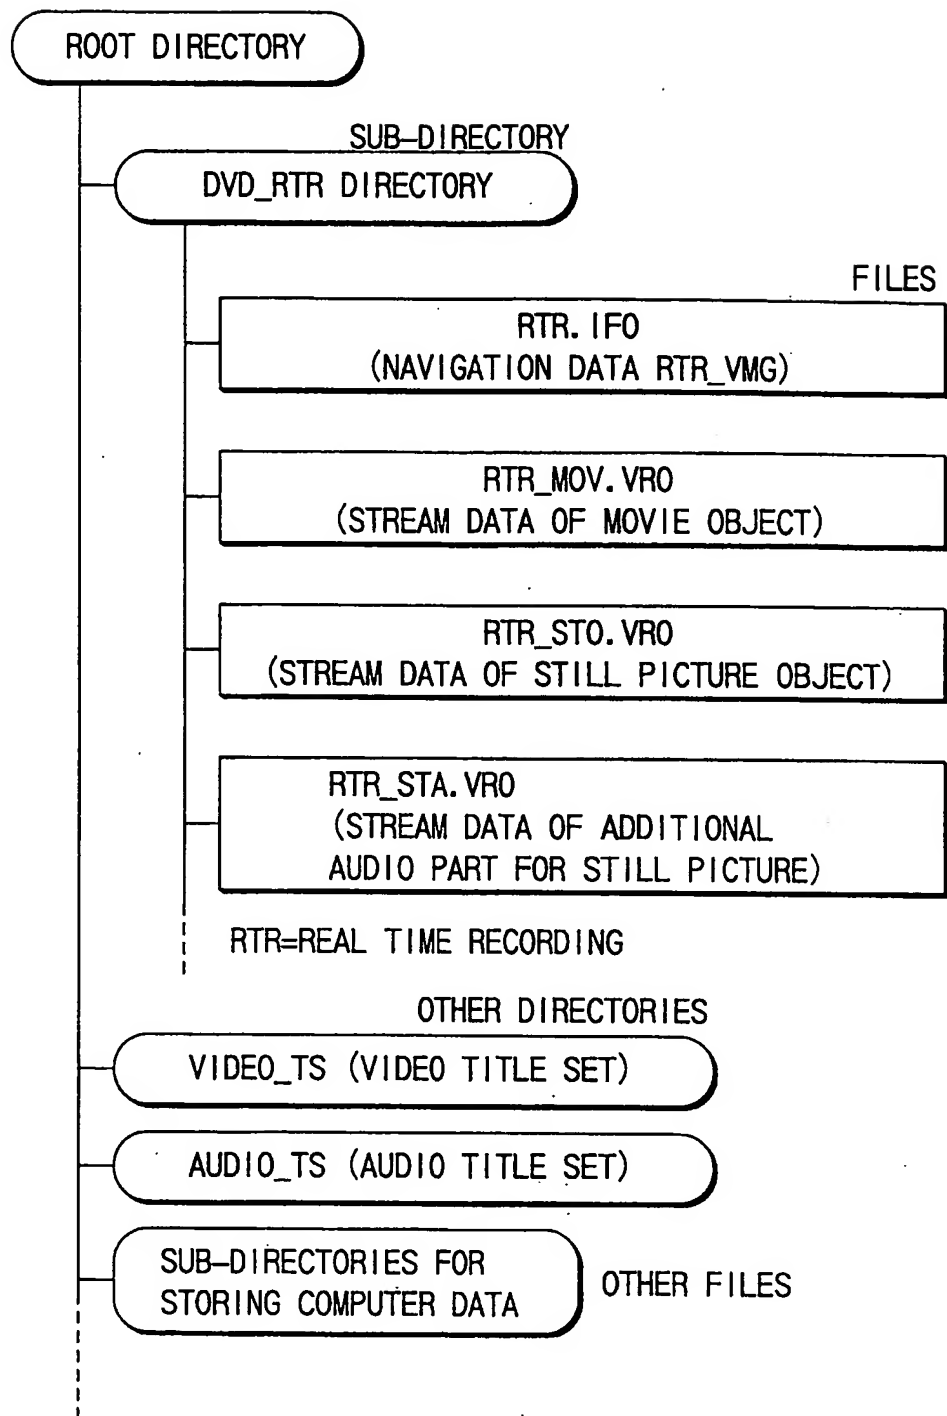 ROOT DIRECTORY
SUB-DIRECTORY
DVD_RTR DIRECTORY
FILES
RTR.IFO
(NAVIGATION DATA RTR_VMG)
RTR_MOV.VRO
(STREAM DATA OF MOVIE OBJECT)
RTR_STO.VRO
(STREAM DATA OF STILL PICTURE OBJECT)
RTR_STA.VRO
(STREAM DATA OF ADDITIONAL
AUDIO PART FOR STILL PICTURE)
RTR=REAL TIME RECORDING
OTHER DIRECTORIES
VIDEO_TS (VIDEO TITLE SET)
AUDIO_TS (AUDIO TITLE SET)
SUB-DIRECTORIES FOR
STORING COMPUTER DATA
OTHER FILES